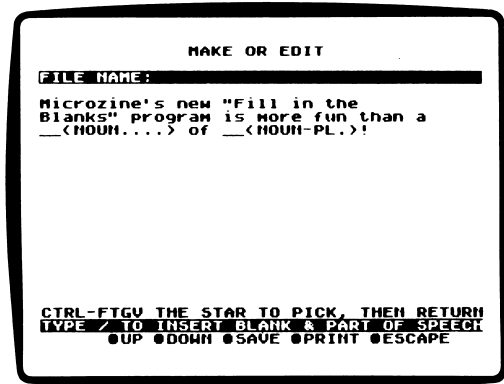 MAKE OR EDIT
FILE NAME:
Microzine's new "Fill in the
Blanks" program is more fun than a
__(NOUN....) of __(NOUN-PL.)!
CTRL-FTGV THE STAR TO PICK, THEN RETURN
TYPE / TO INSERT BLANK & PART OF SPEECH
●UP ●DOWN ●SAVE ●PRINT ●ESCAPE